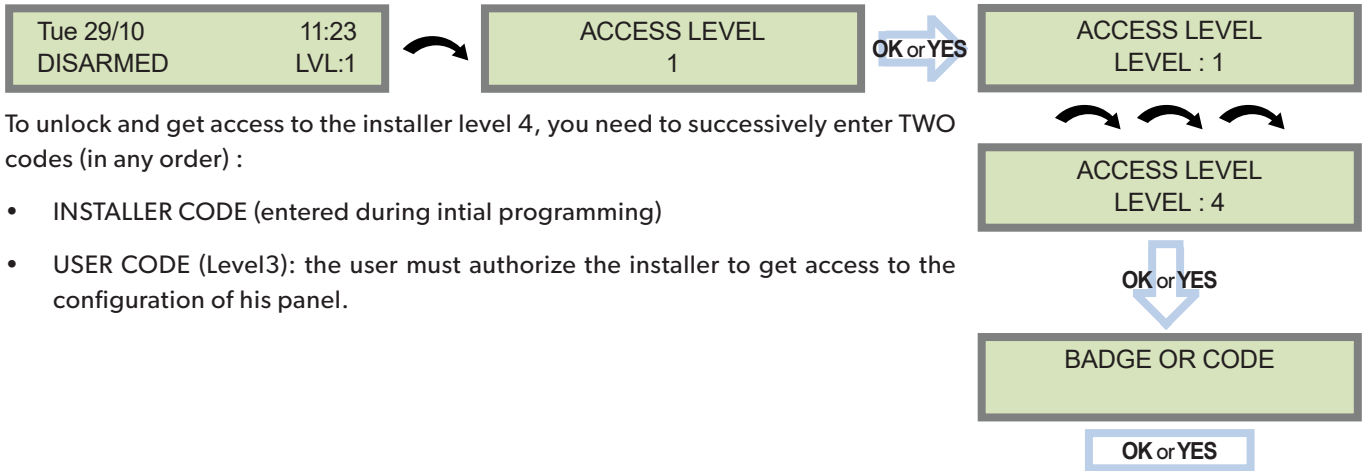 Tue 29/10 11:23
DISARMED LVL:1
ACCESS LEVEL
1
OK or YES
ACCESS LEVEL
LEVEL : 1
To unlock and get access to the installer level 4, you need to successively enter TWO
codes (in any order) :
• INSTALLER CODE (entered during intial programming)
• USER CODE (Level3): the user must authorize the installer to get access to the
configuration of his panel.
ACCESS LEVEL
LEVEL : 4
OK or YES
BADGE OR CODE
OK or YES